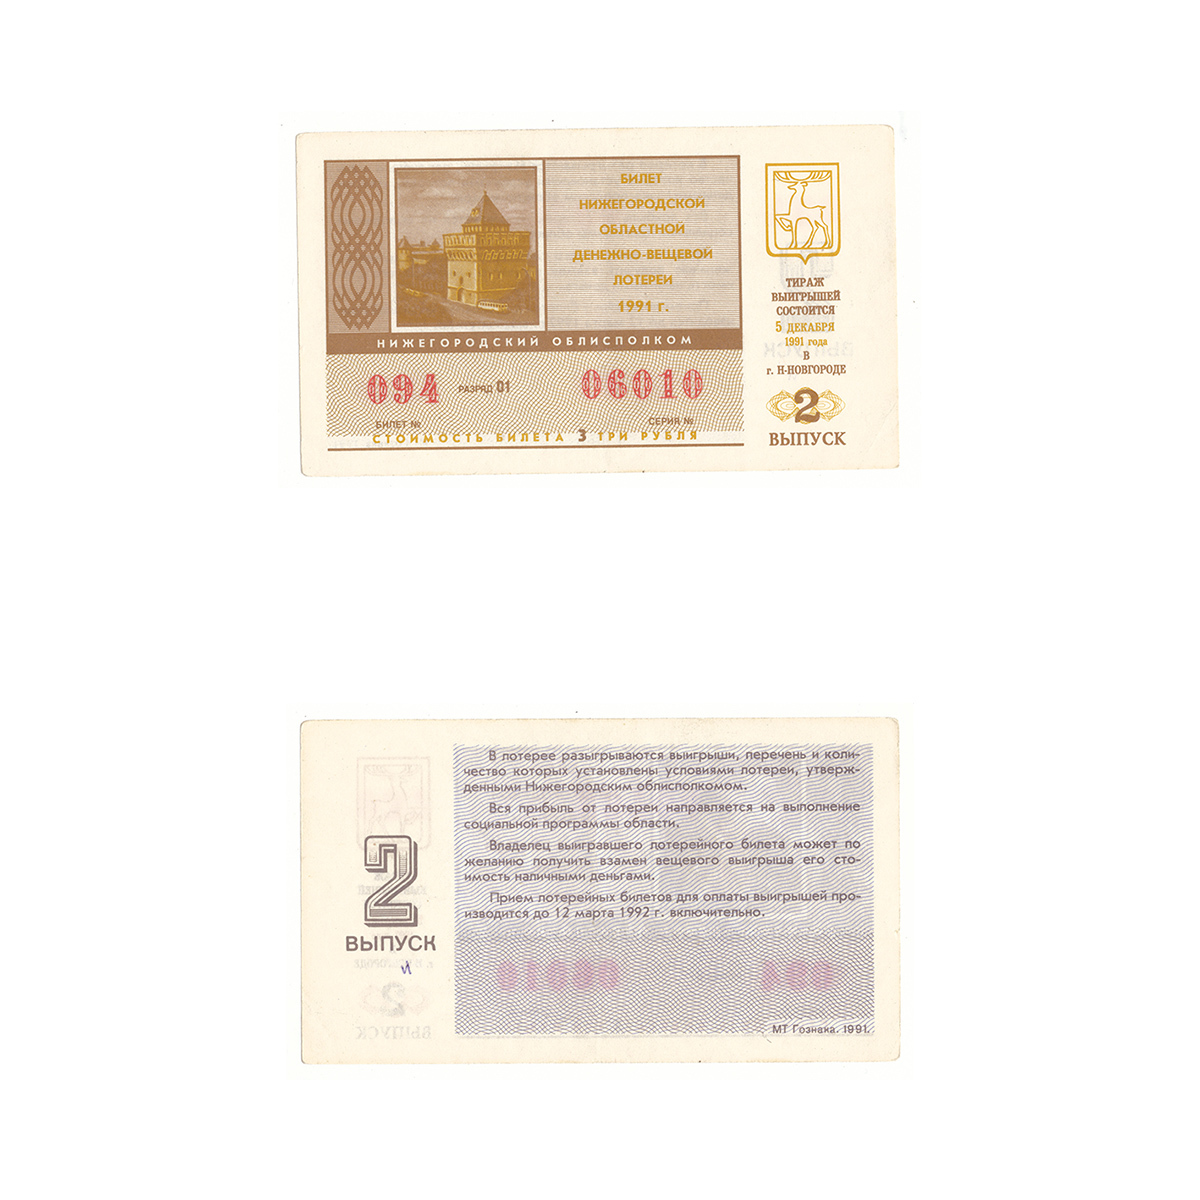 БИЛЕТ
НИЖЕГОРОДСКОЙ
ОБЛАСТНОЙ
ДЕНЕЖНО-ВЕЩЕВОЙ
ЛОТЕРЕИ
1991 г.
НИЖЕГОРОДСКИЙ ОБЛИСПОЛКОМ
094 РАЗРЯД 01 06010
БИЛЕТ № СЕРИЯ №
СТОИМОСТЬ БИЛЕТА 3 ТРИ РУБЛЯ
ТИРАЖ
ВЫИГРЫШЕЙ
СОСТОИТСЯ
5 ДЕКАБРЯ
1991 года
В
г. Н-НОВГОРОДЕ
2
ВЫПУСК
2
ВЫПУСК
В лотерее разыгрываются выигрыши, перечень и коли-
чество которых установлены условиями лотереи, утверж-
денными Нижегородским облисполкомом.
Вся прибыль от лотереи направляется на выполнение
социальной программы области.
Владелец выигравшего лотерейного билета может по
желанию получить взамен вещевого выигрыша его сто-
имость наличными деньгами.
Прием лотерейных билетов для оплаты выигрышей про-
изводится до 12 марта 1992 г. включительно.
МТ Гознака. 1991.